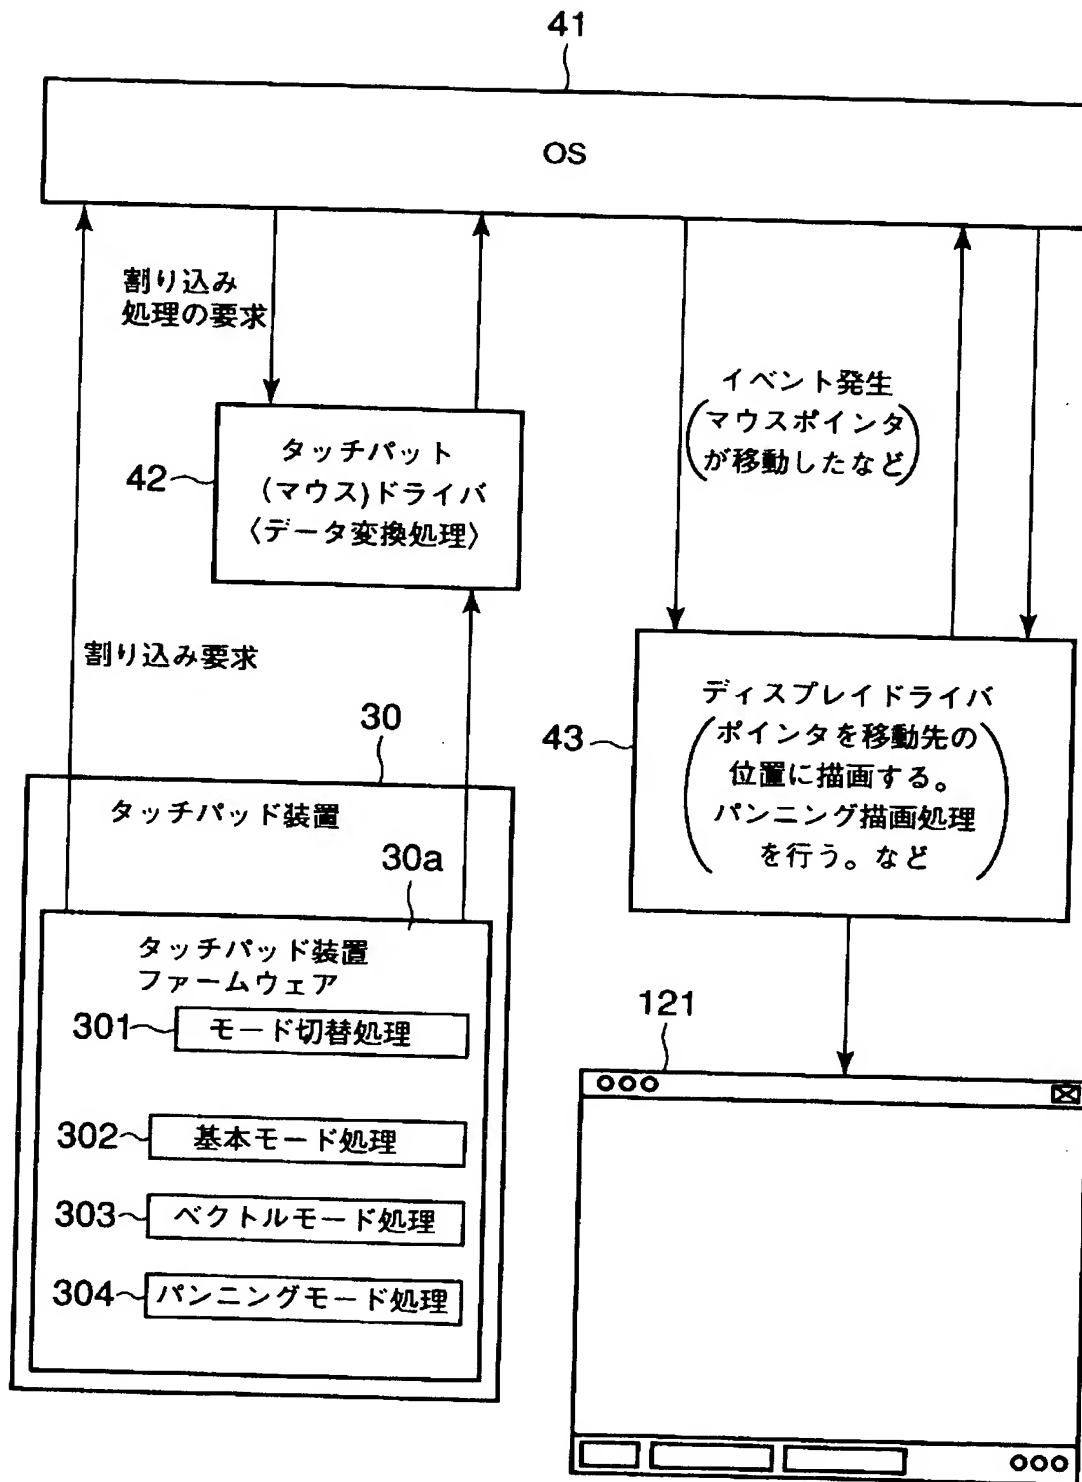 41
OS
割り込み
処理の要求
イベント発生
マウスポインタ
が移動したなど
42
タッチパット
(マウス)ドライバ
〈データ変換処理〉
割り込み要求
43
ディスプレイドライバ
ポインタを移動先の
位置に描画する。
パンニング描画処理
を行う。など
30
タッチパッド装置
30a
タッチパッド装置
ファームウェア
301
モード切替処理
302
基本モード処理
303
ベクトルモード処理
304
パンニングモード処理
121